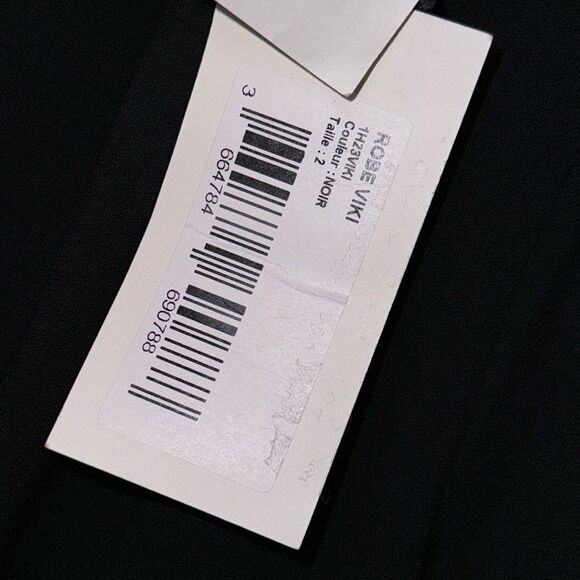 ROBE VIKI
1H23VIKI
Couleur : NOIR
Taille : 2
3 664784 690788